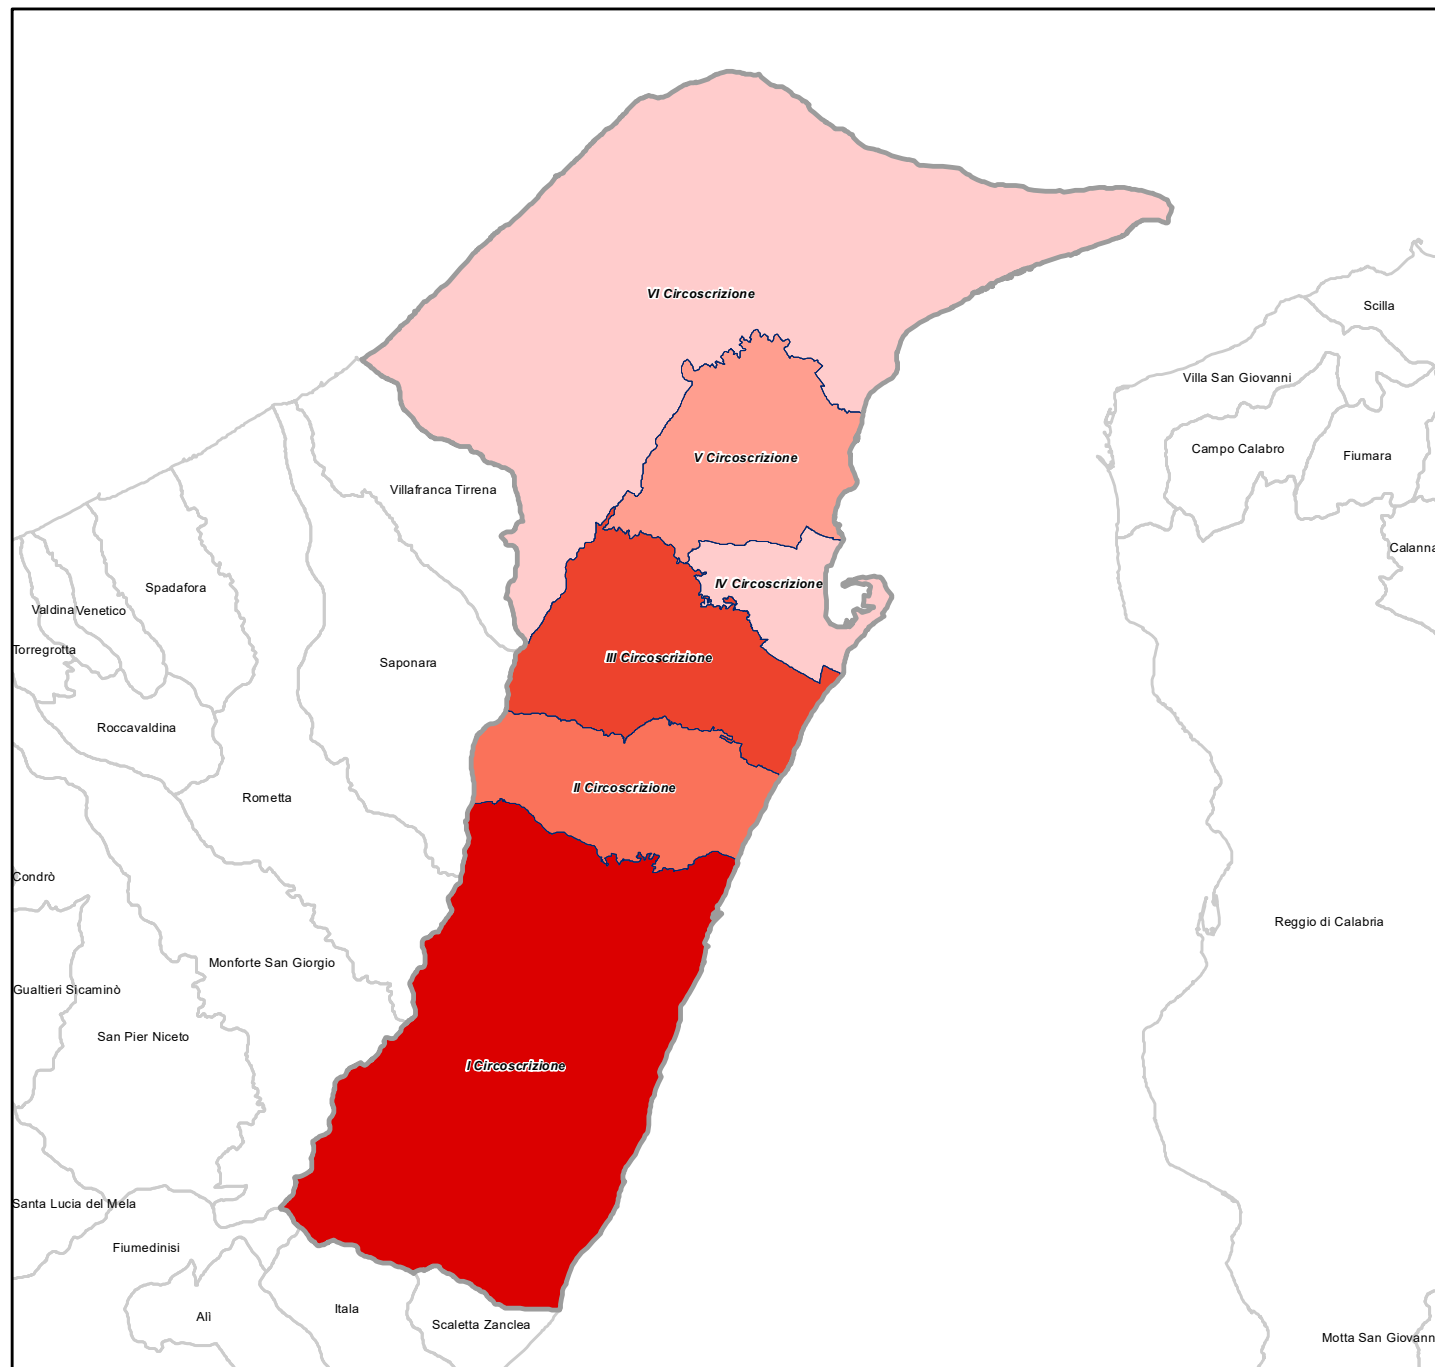 VI Circoscrizione
Scilla
Villa San Giovanni
Campo Calabro
Fiumara
V Circoscrizione
Villafranca Tirrena
Calanna
IV Circoscrizione
Spadafora
Valdina
Venetico
Torregrotta
III Circoscrizione
Saponara
Roccavaldina
II Circoscrizione
Rometta
Condrò
Reggio di Calabria
Monforte San Giorgio
Gualtieri Sicaminò
San Pier Niceto
I Circoscrizione
Santa Lucia del Mela
Fiumedinisi
Itala
Alì
Scaletta Zanclea
Motta San Giovann